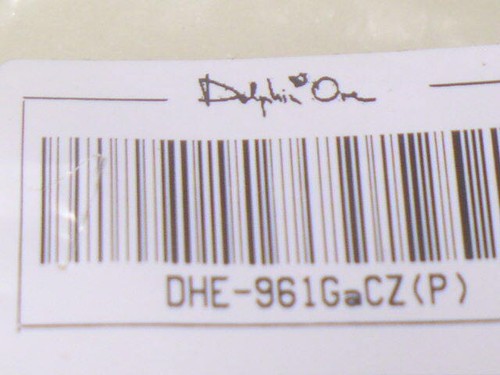 Dolphin Ore
DHE-961GaCZ(P)